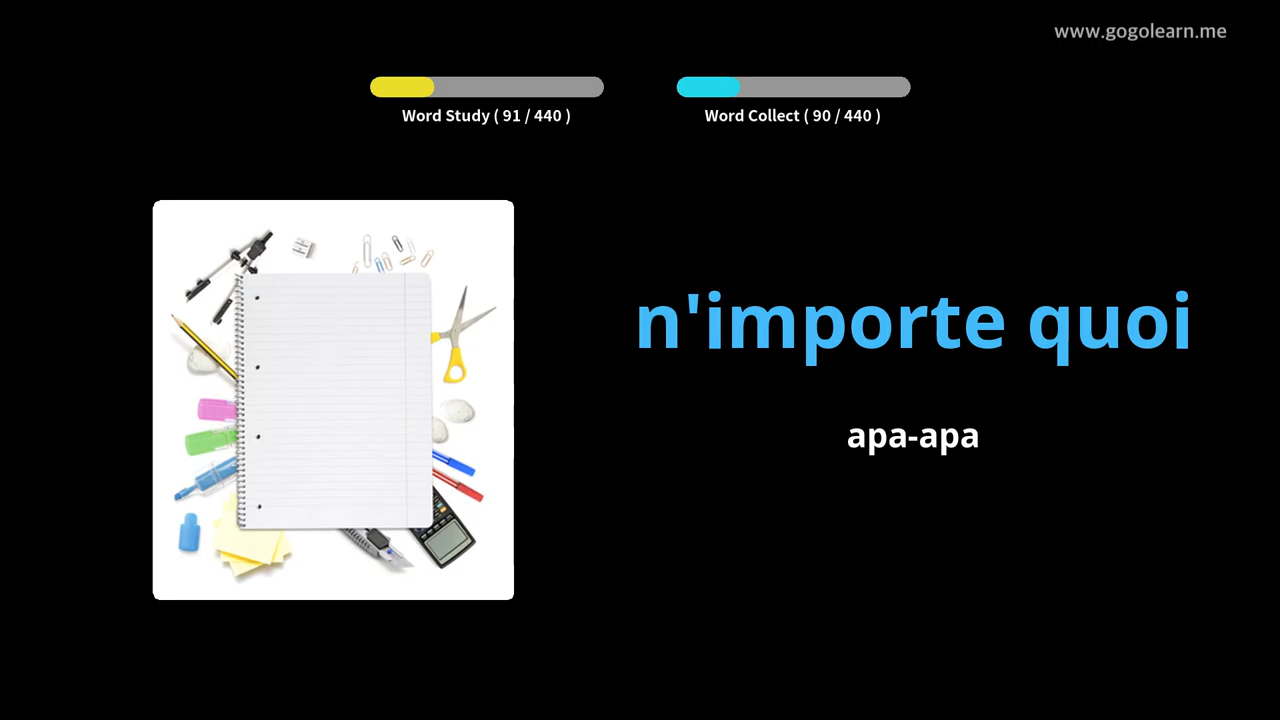 www.gogolearn.me
Word Study ( 91 / 440 )
Word Collect ( 90 / 440 )
n'importe quoi
apa-apa